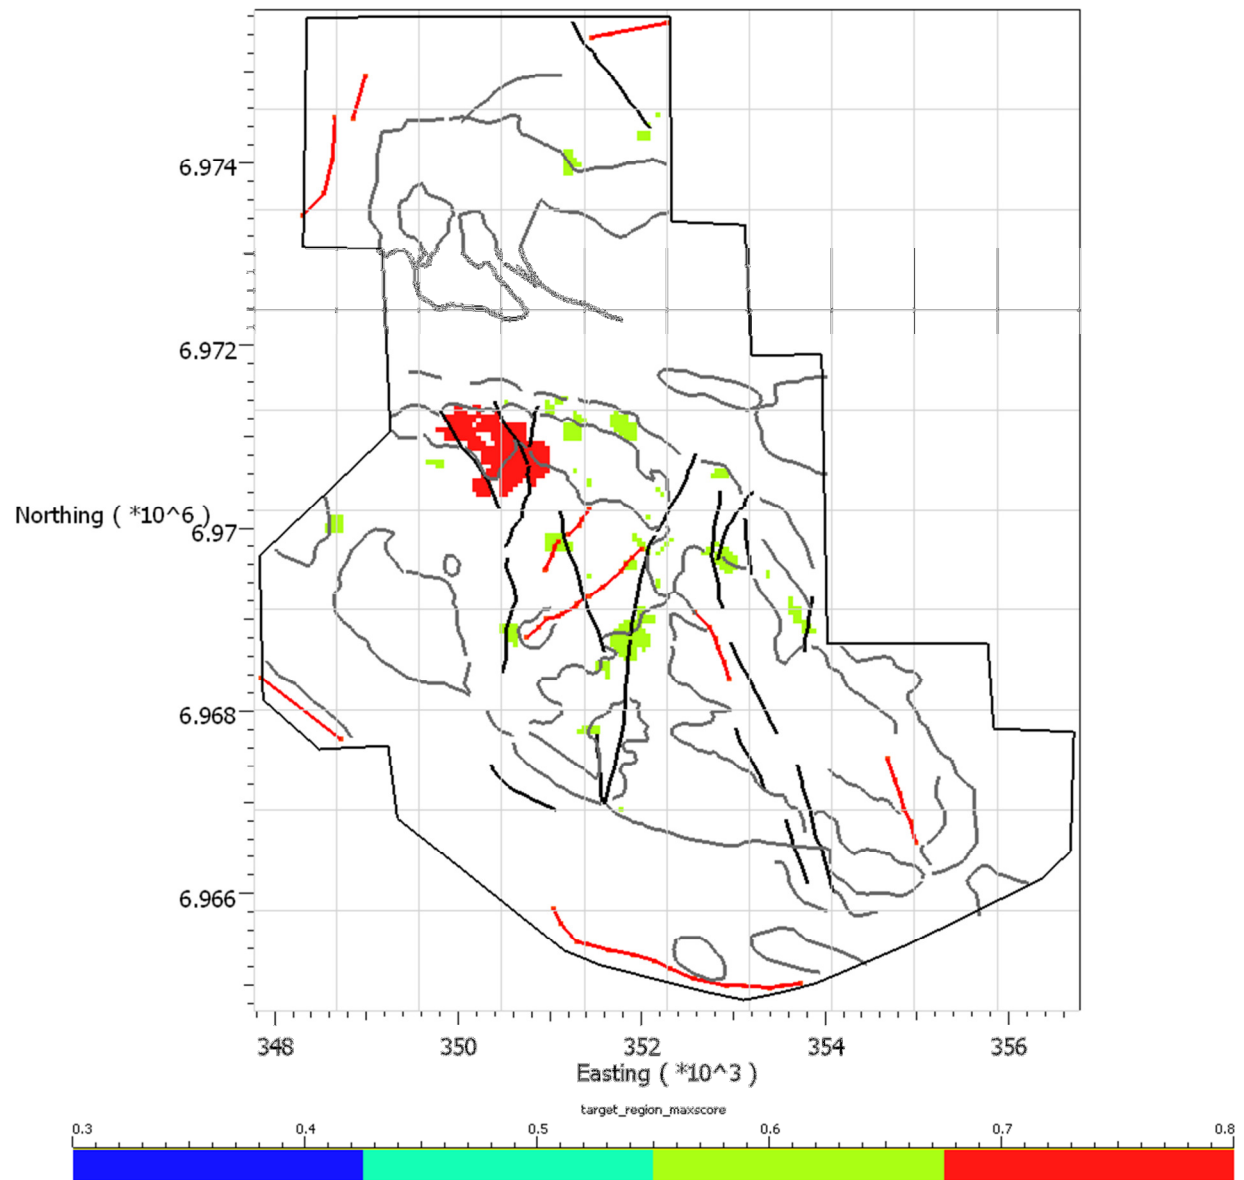 6.974
6.972
Northing ( *10^6 )
6.97
6.968
6.966
348 350 352 354 356
Easting ( *10^3 )
target_region_maxscore
0.3 0.4 0.5 0.6 0.7 0.8